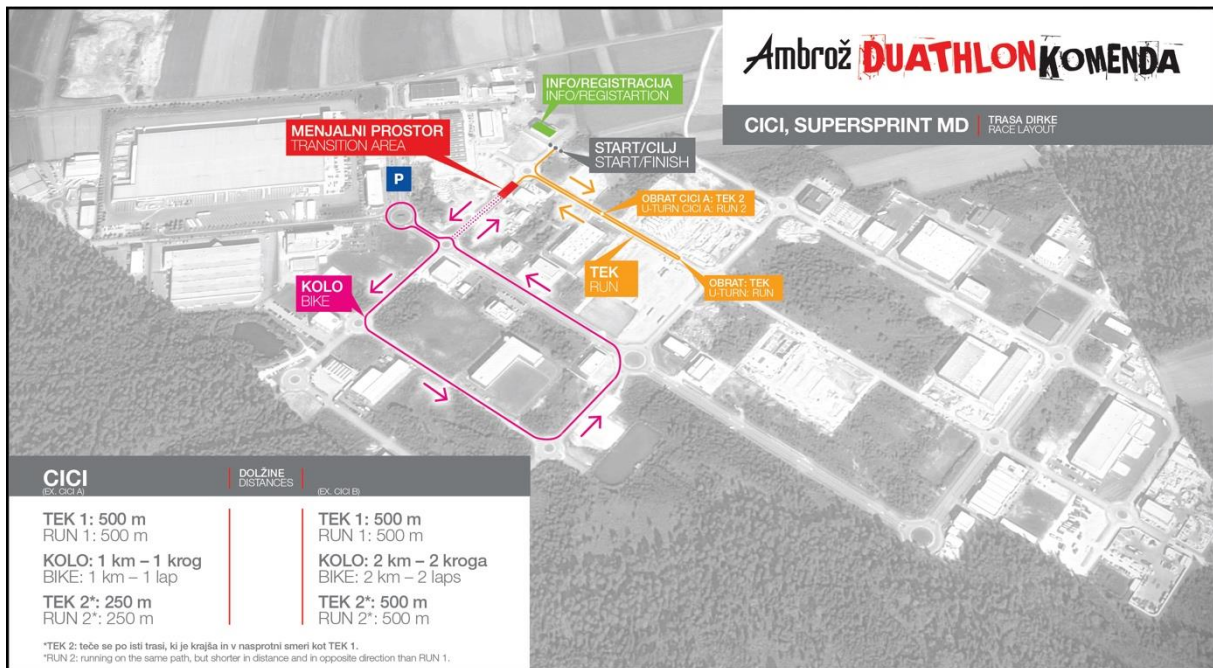 Ambrož DUATHLON KOMENDA
CICI, SUPERSPRINT MD
TRASA DIRKE
RACE LAYOUT
INFO/REGISTRACIJA
INFO/REGISTARTION
MENJALNI PROSTOR
TRANSITION AREA
START/CILJ
START/FINISH
P
OBRAT CICI A: TEK 2
U-TURN CICI A: RUN 2
TEK
RUN
OBRAT: TEK
U-TURN: RUN
KOLO
BIKE
CICI
(EX. CICI A)
DOLŽINE
DISTANCES
(EX. CICI B)
TEK 1: 500 m
RUN 1: 500 m
KOLO: 1 km – 1 krog
BIKE: 1 km – 1 lap
TEK 2*: 250 m
RUN 2*: 250 m
TEK 1: 500 m
RUN 1: 500 m
KOLO: 2 km – 2 kroga
BIKE: 2 km – 2 laps
TEK 2*: 500 m
RUN 2*: 500 m
*TEK 2: teče se po isti trasi, ki je krajša in v nasprotni smeri kot TEK 1.
*RUN 2: running on the same path, but shorter in distance and in opposite direction than RUN 1.